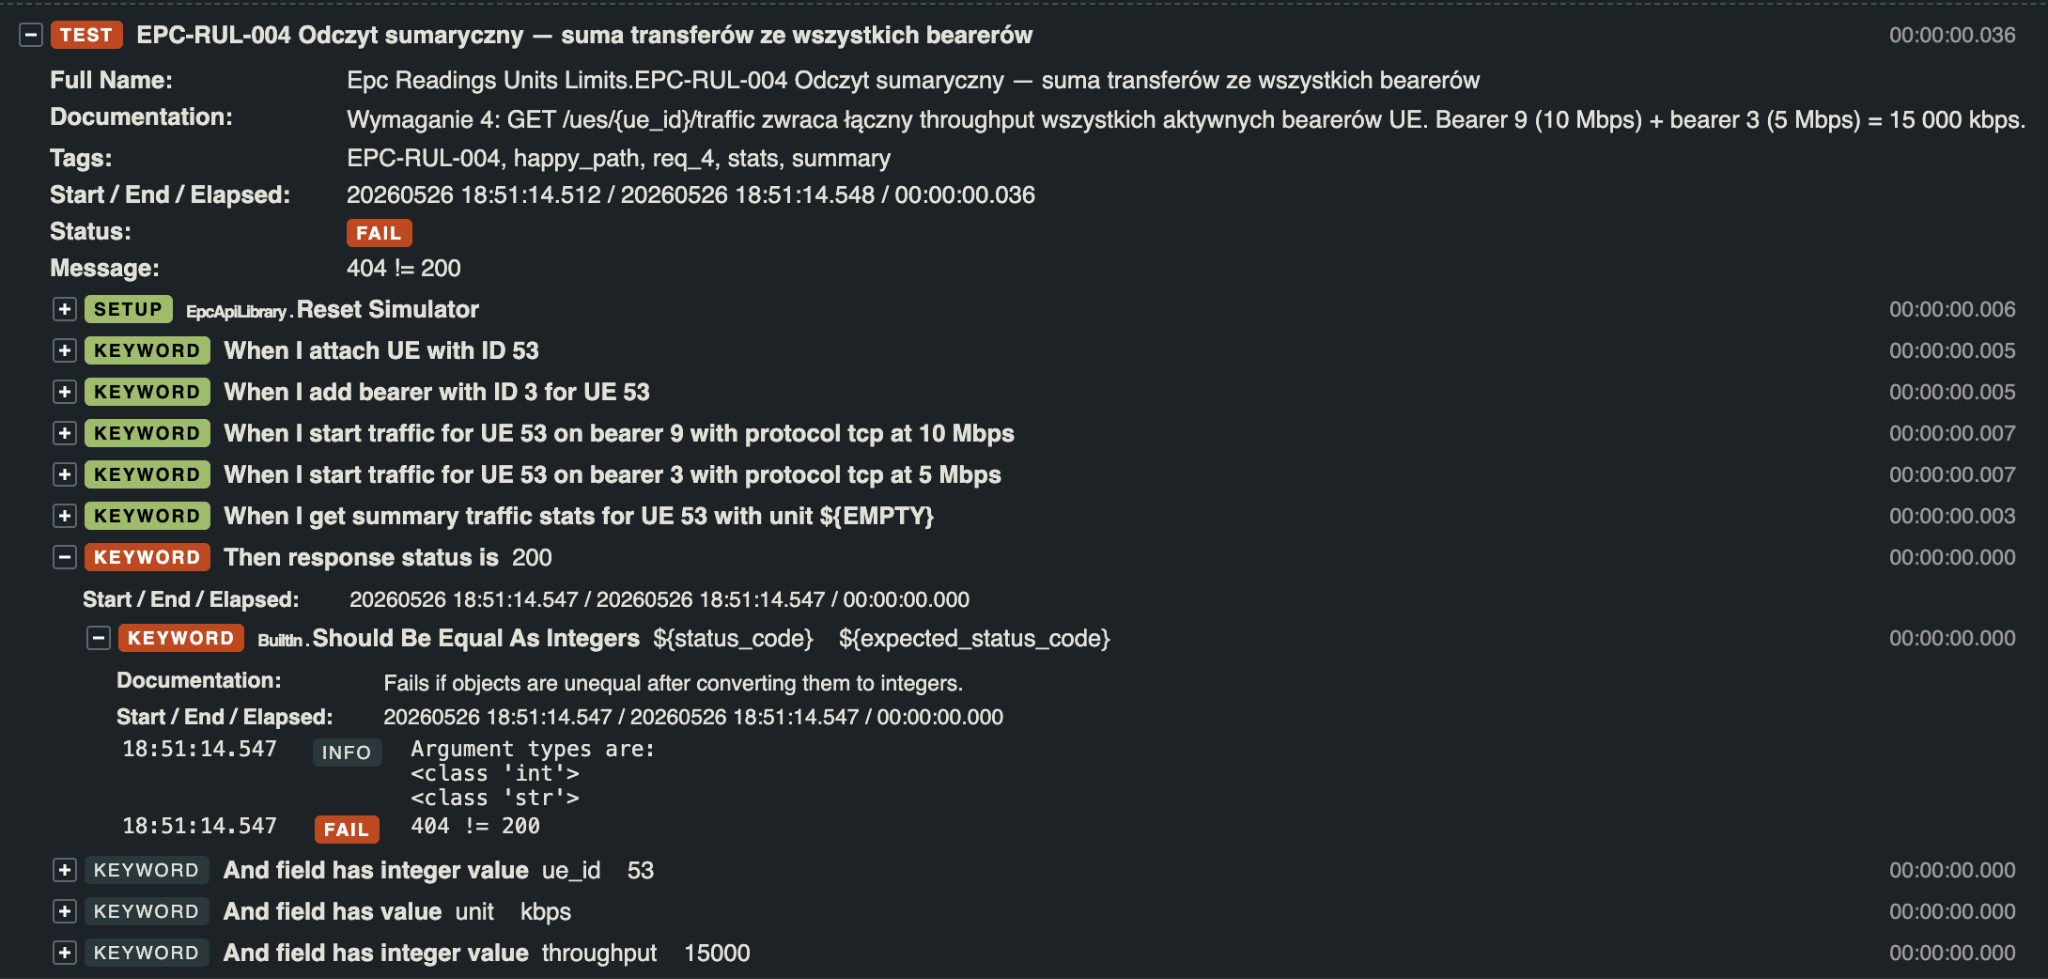 TEST EPC-RUL-004 Odczyt sumaryczny — suma transferów ze wszystkich bearerów 00:00:00.036
Full Name: Epc Readings Units Limits.EPC-RUL-004 Odczyt sumaryczny — suma transferów ze wszystkich bearerów
Documentation: Wymaganie 4: GET /ues/{ue_id}/traffic zwraca łączny throughput wszystkich aktywnych bearerów UE. Bearer 9 (10 Mbps) + bearer 3 (5 Mbps) = 15 000 kbps.
Tags: EPC-RUL-004, happy_path, req_4, stats, summary
Start / End / Elapsed: 20260526 18:51:14.512 / 20260526 18:51:14.548 / 00:00:00.036
Status: FAIL
Message: 404 != 200
SETUP EpcApiLibrary.Reset Simulator 00:00:00.006
KEYWORD When I attach UE with ID 53 00:00:00.005
KEYWORD When I add bearer with ID 3 for UE 53 00:00:00.005
KEYWORD When I start traffic for UE 53 on bearer 9 with protocol tcp at 10 Mbps 00:00:00.007
KEYWORD When I start traffic for UE 53 on bearer 3 with protocol tcp at 5 Mbps 00:00:00.007
KEYWORD When I get summary traffic stats for UE 53 with unit ${EMPTY} 00:00:00.003
KEYWORD Then response status is 200 00:00:00.000
Start / End / Elapsed: 20260526 18:51:14.547 / 20260526 18:51:14.547 / 00:00:00.000
KEYWORD BuiltIn.Should Be Equal As Integers ${status_code} ${expected_status_code} 00:00:00.000
Documentation: Fails if objects are unequal after converting them to integers.
Start / End / Elapsed: 20260526 18:51:14.547 / 20260526 18:51:14.547 / 00:00:00.000
18:51:14.547 INFO Argument types are:
<class 'int'>
<class 'str'>
18:51:14.547 FAIL 404 != 200
KEYWORD And field has integer value ue_id 53 00:00:00.000
KEYWORD And field has value unit kbps 00:00:00.000
KEYWORD And field has integer value throughput 15000 00:00:00.000